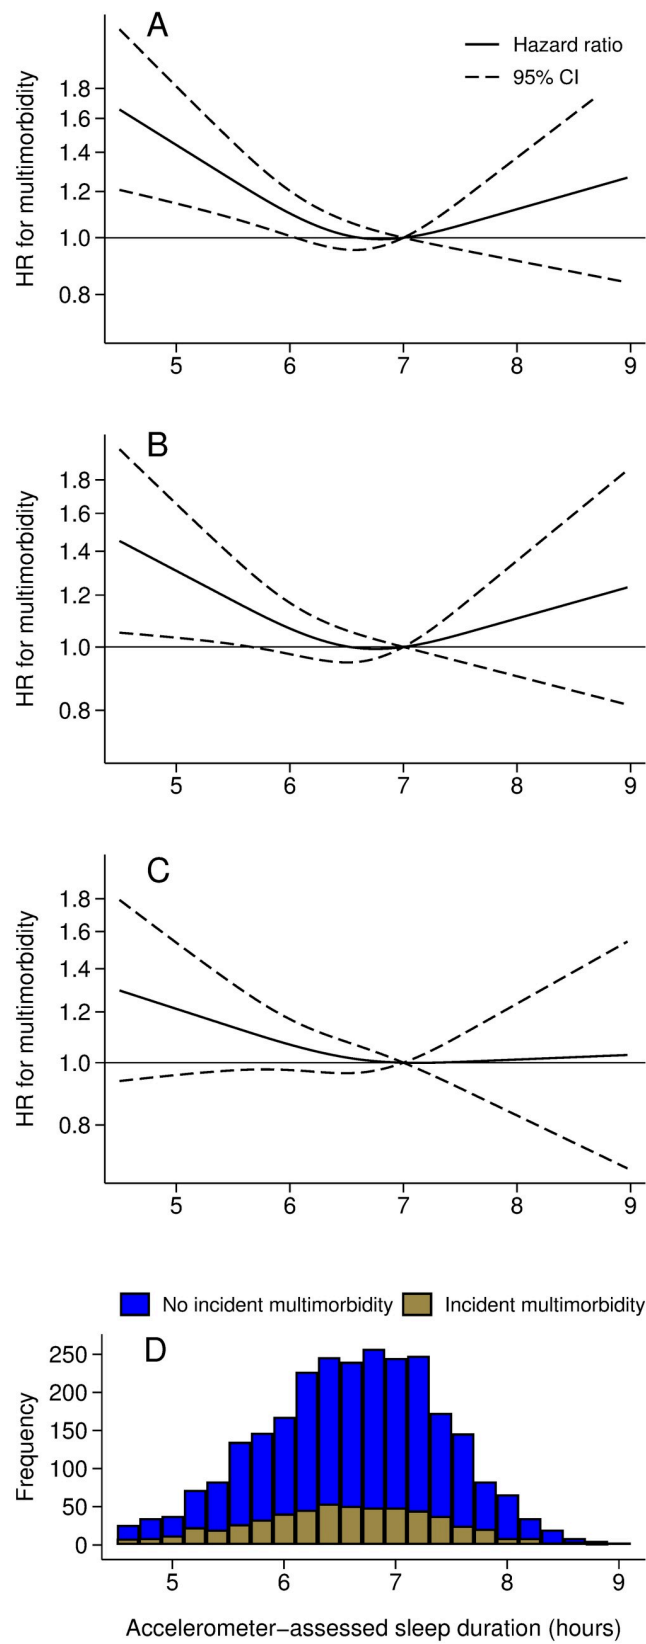 A
Hazard ratio
95% CI
HR for multimorbidity
1.8
1.6
1.4
1.2
1.0
0.8
5 6 7 8 9
B
HR for multimorbidity
1.8
1.6
1.4
1.2
1.0
0.8
5 6 7 8 9
C
HR for multimorbidity
1.8
1.6
1.4
1.2
1.0
0.8
5 6 7 8 9
No incident multimorbidity Incident multimorbidity
D
Frequency
250
200
150
100
50
0
5 6 7 8 9
Accelerometer−assessed sleep duration (hours)